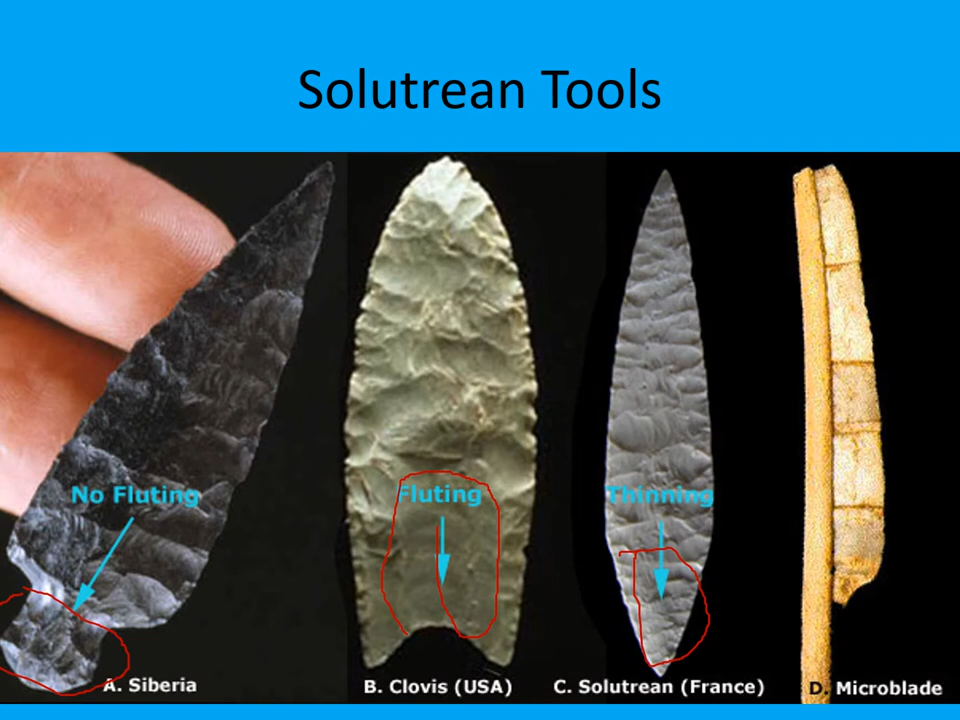 Solutrean Tools
No Fluting
Fluting
Thinning
A. Siberia
B. Clovis (USA)
C. Solutrean (France)
D. Microblade